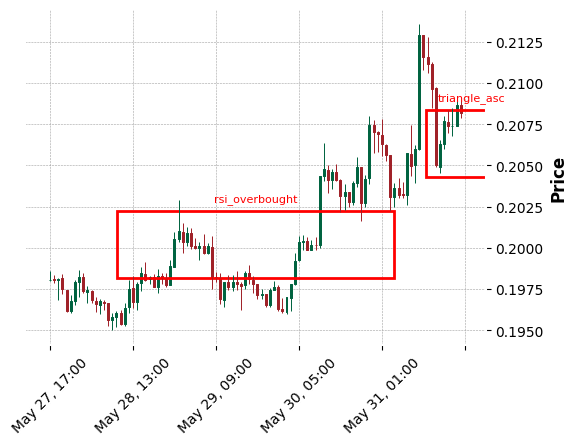 0.2125
0.2100
triangle_asc
0.2075
0.2050
Price
rsi_overbought
0.2025
0.2000
0.1975
0.1950
May 27, 17:00
May 28, 13:00
May 29, 09:00
May 30, 05:00
May 31, 01:00